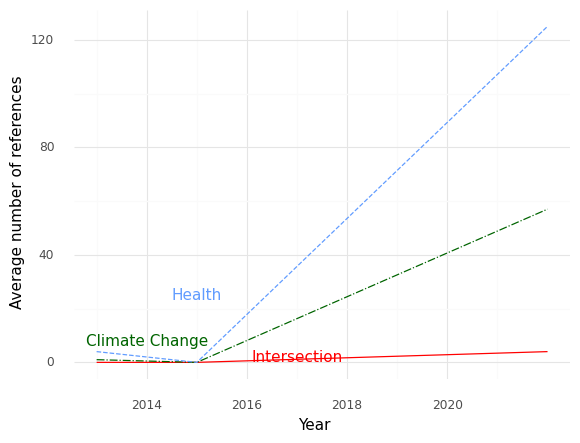 120
80
40
0
Average number of references
Health
Climate Change
Intersection
2014 2016 2018 2020
Year